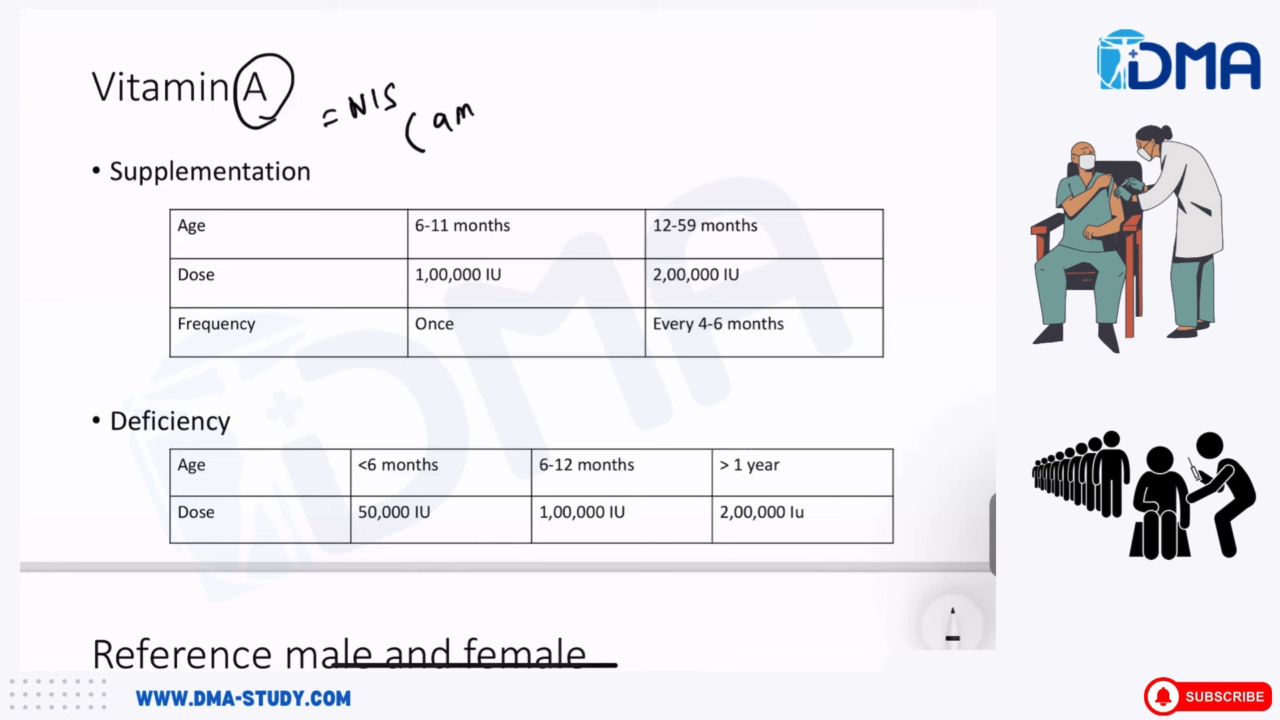 DMA
Vitamin A
= NIS
( am
• Supplementation
Age 6-11 months 12-59 months
Dose 1,00,000 IU 2,00,000 IU
Frequency Once Every 4-6 months
• Deficiency
Age <6 months 6-12 months > 1 year
Dose 50,000 IU 1,00,000 IU 2,00,000 Iu
Reference male and female
WWW.DMA-STUDY.COM
SUBSCRIBE
DMA